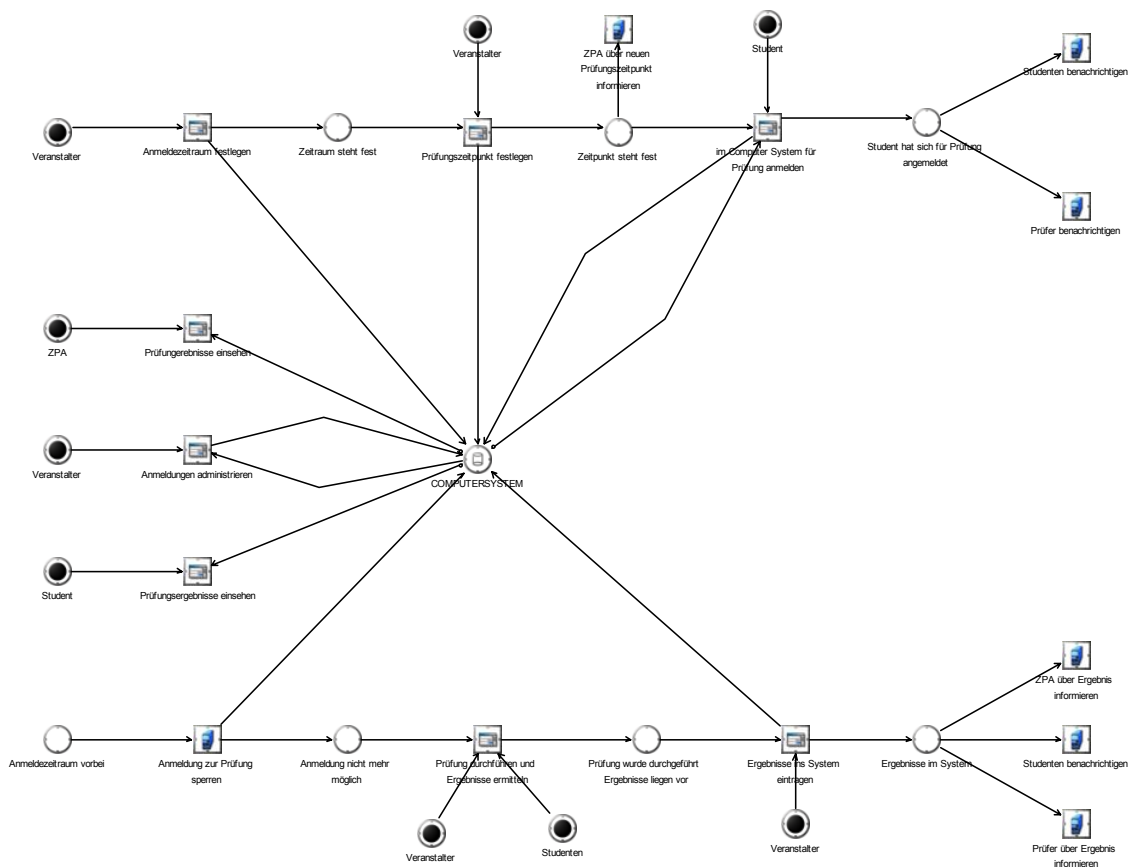 Veranstalter
ZPA über neuen
Prüfungszeitpunkt
informieren
Student
Studenten benachrichtigen
Veranstalter
Anmeldezeitraum festlegen
Zeitraum steht fest
Prüfungszeitpunkt festlegen
Zeitpunkt steht fest
im Computer System für
Prüfung anmelden
Student hat sich für Prüfung
angemeldet
Prüfer benachrichtigen
ZPA
Prüfungerebnisse einsehen
Veranstalter
Anmeldungen administrieren
COMPUTERSYSTEM
Student
Prüfungsergebnisse einsehen
ZPA über Ergebnis
informieren
Anmeldezeitraum vorbei
Anmeldung zur Prüfung
sperren
Anmeldung nicht mehr
möglich
Prüfung durchführen und
Ergebnisse ermitteln
Prüfung wurde durchgeführt
Ergebnisse liegen vor
Ergebnisse ins System
eintragen
Ergebnisse im System
Studenten benachrichtigen
Veranstalter
Studenten
Veranstalter
Prüfer über Ergebnis
informieren